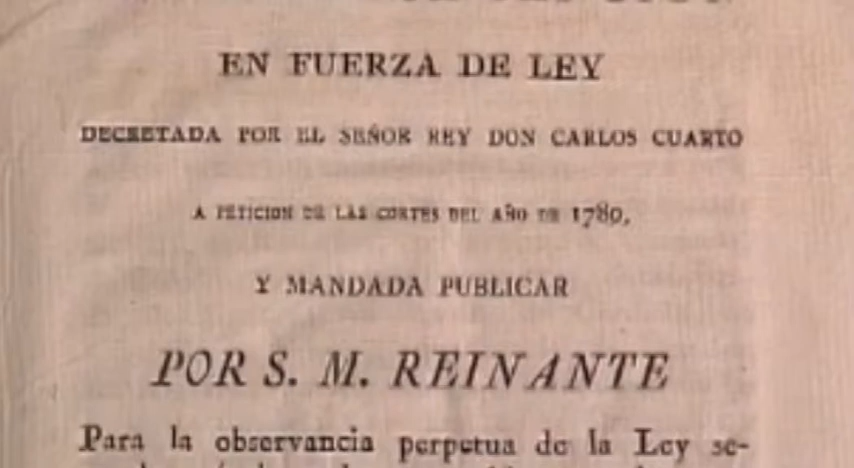 EN FUERZA DE LEY
DECRETADA POR EL SEÑOR REY DON CARLOS CUARTO
A PETICION DE LAS CORTES DEL AÑO DE 1789,
Y MANDADA PUBLICAR
POR S. M. REINANTE
Para la observancia perpetua de la Ley se-